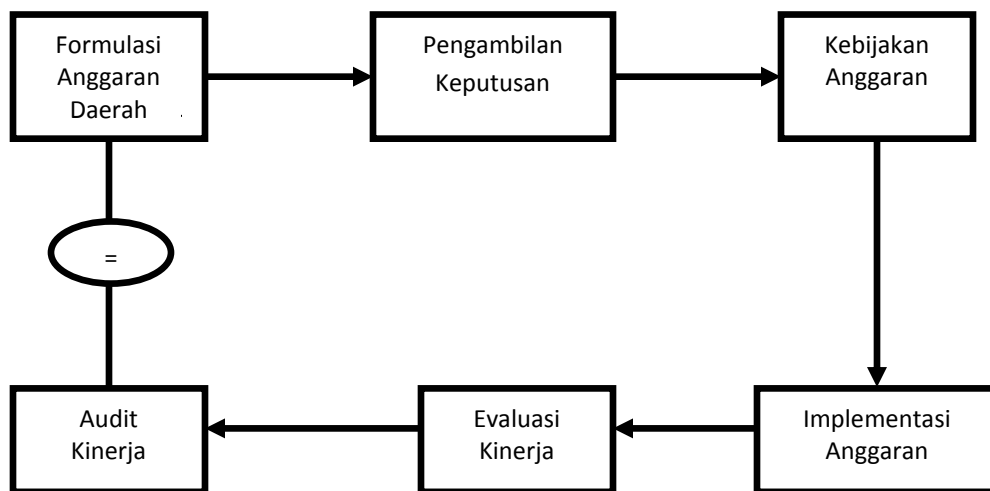 Formulasi
Anggaran
Daerah .
Pengambilan
Keputusan
Kebijakan
Anggaran
=
Audit
Kinerja
Evaluasi
Kinerja
Implementasi
Anggaran